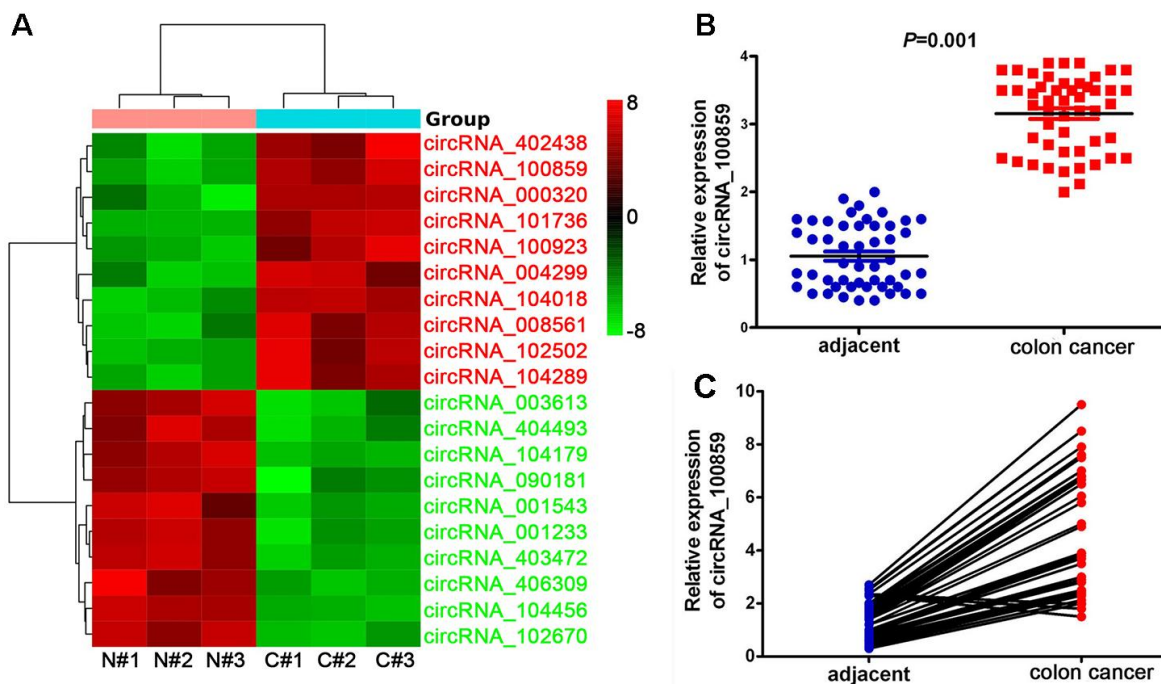 A
Group
circRNA_402438
circRNA_100859
circRNA_000320
circRNA_101736
circRNA_100923
circRNA_004299
circRNA_104018
circRNA_008561
circRNA_102502
circRNA_104289
circRNA_003613
circRNA_404493
circRNA_104179
circRNA_090181
circRNA_001543
circRNA_001233
circRNA_403472
circRNA_406309
circRNA_104456
circRNA_102670
N#1 N#2 N#3 C#1 C#2 C#3
8
0
-8
B
P=0.001
Relative expression
of circRNA_100859
4
3
2
1
0
adjacent colon cancer
C
Relative expression
of circRNA_100859
10
8
6
4
2
0
adjacent colon cancer